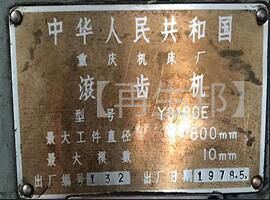 中华人民共和国
重庆机床厂
滚齿机
型号 Y3180E
最大工件直径 800mm
最大模数 10mm
出厂编号 132 出厂日期 1978.5.